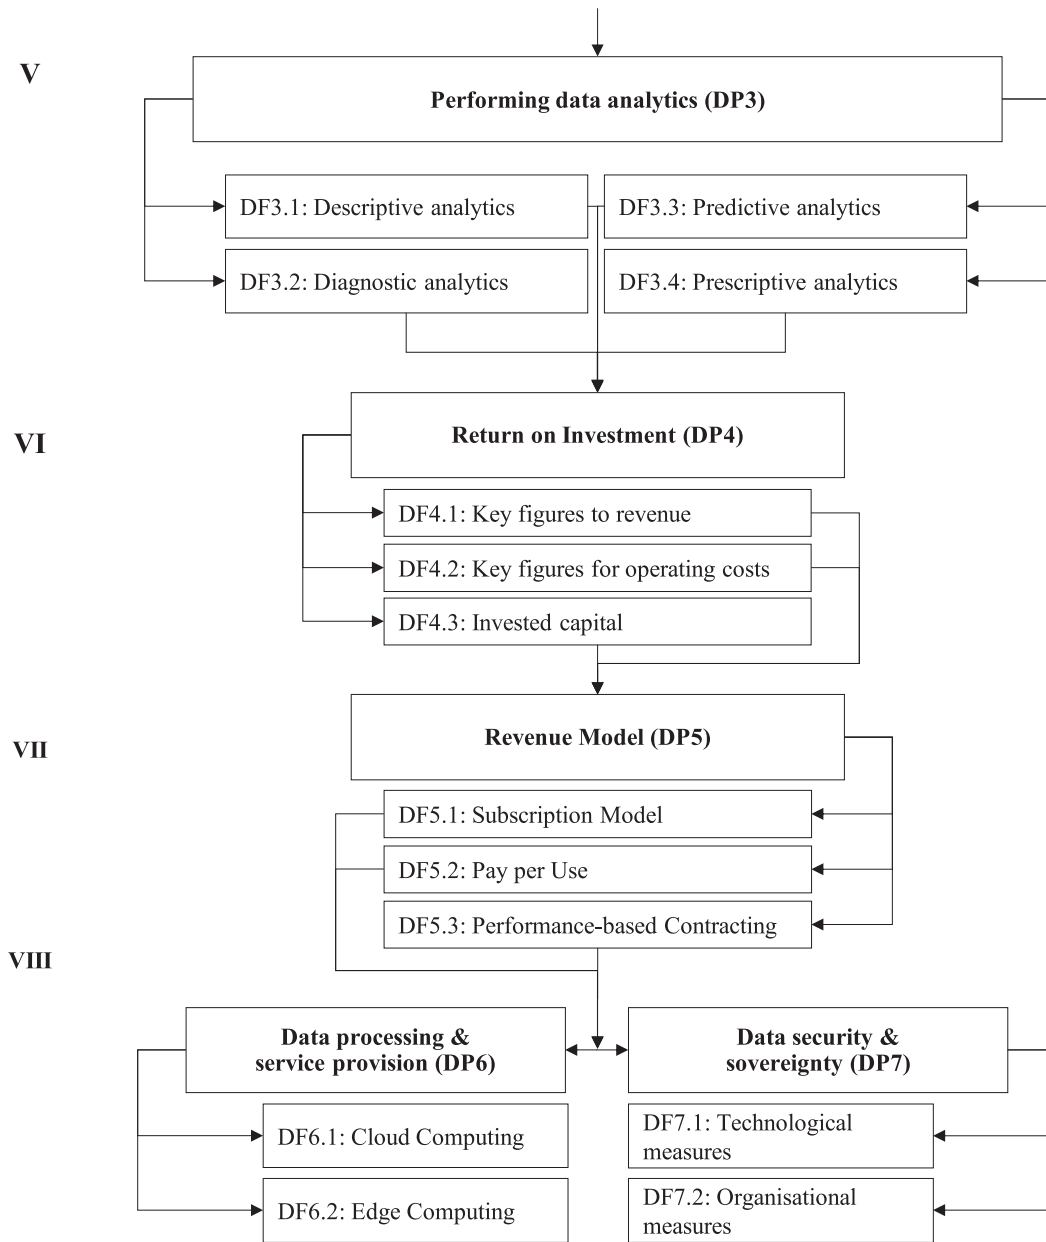 V
Performing data analytics (DP3)
DF3.1: Descriptive analytics
DF3.3: Predictive analytics
DF3.2: Diagnostic analytics
DF3.4: Prescriptive analytics
VI
Return on Investment (DP4)
DF4.1: Key figures to revenue
DF4.2: Key figures for operating costs
DF4.3: Invested capital
VII
Revenue Model (DP5)
DF5.1: Subscription Model
DF5.2: Pay per Use
DF5.3: Performance-based Contracting
VIII
Data processing &
service provision (DP6)
Data security &
sovereignty (DP7)
DF6.1: Cloud Computing
DF7.1: Technological
measures
DF6.2: Edge Computing
DF7.2: Organisational
measures